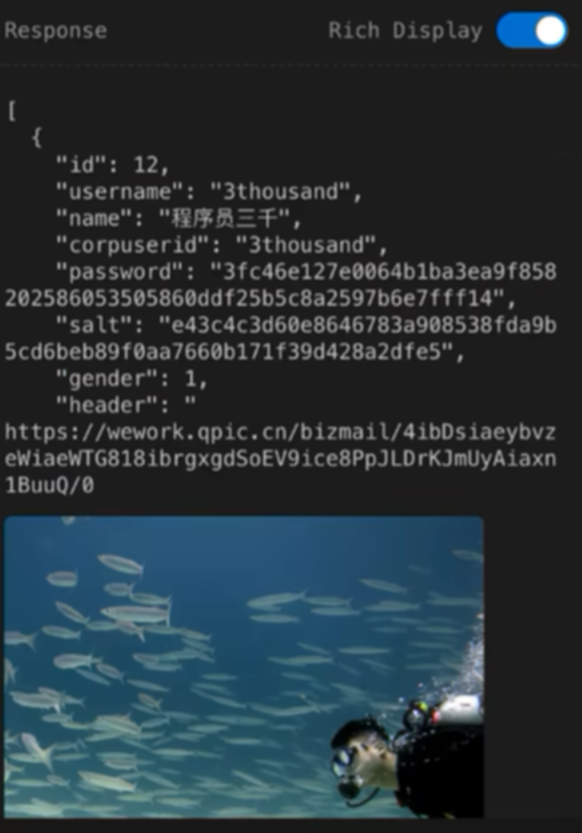 Response Rich Display
[
{
"id": 12,
"username": "3thousand",
"name": "程序员三千",
"corpuserid": "3thousand",
"password": "3fc46e127e0064b1ba3ea9f858
202586053505860ddf25b5c8a2597b6e7fff14",
"salt": "e43c4c3d60e8646783a908538fda9b
5cd6beb89f0aa7660b171f39d428a2dfe5",
"gender": 1,
"header": "
https://wework.qpic.cn/bizmail/4ibDsiaeybvz
eWiaeWTG818ibrgxgdSoEV9ice8PpJLDrKJmUyAiaxn
1BuuQ/0